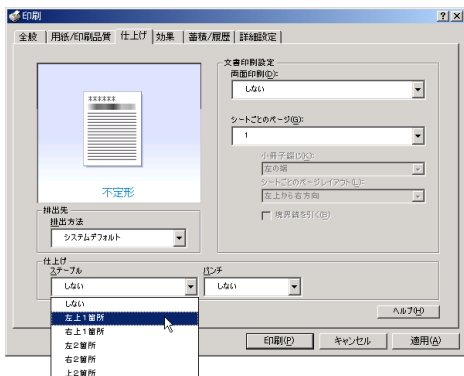 印刷
全般 用紙/印刷品質 仕上げ 効果 蓄積/履歴 詳細設定
文書印刷設定
両面印刷(D):
しない
シートごとのページ(G):
1
小冊子綴じ(K):
左の端
シートごとのページレイアウト(L):
左上から右方向
境界線を引く(B)
******
不定形
排出先
排出方法
システムデフォルト
仕上げ
ステープル
パンチ
しない
しない
しない
左上1箇所
右上1箇所
左2箇所
右2箇所
上2箇所
ヘルプ(H)
印刷(P) キャンセル 適用(A)